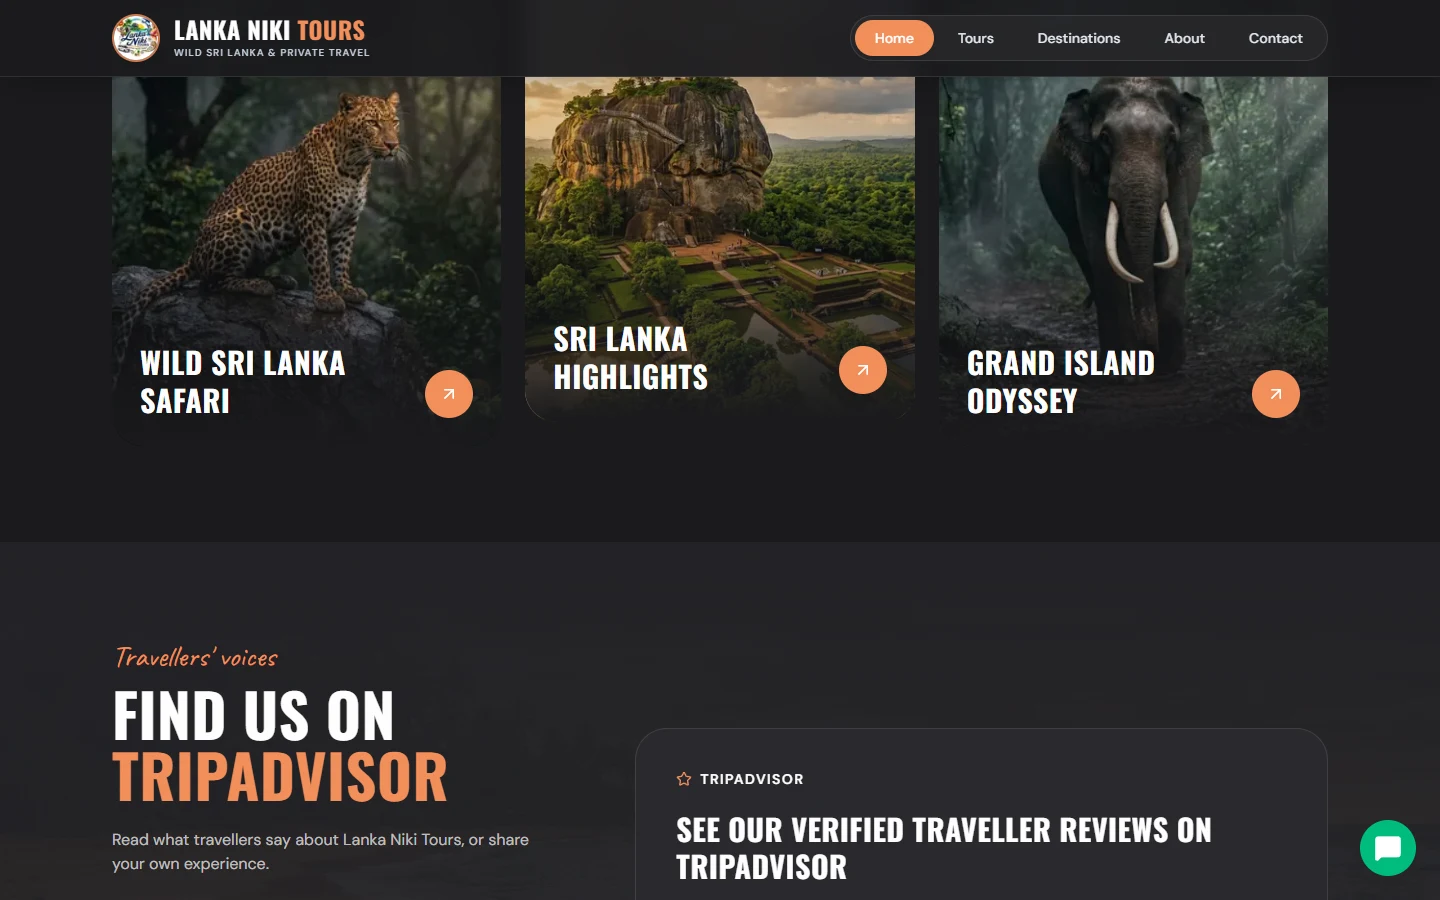 LANKA NIKI TOURS
WILD SRI LANKA & PRIVATE TRAVEL
Home
Tours
Destinations
About
Contact
WILD SRI LANKA
SAFARI
SRI LANKA
HIGHLIGHTS
GRAND ISLAND
ODYSSEY
Travellers' voices
FIND US ON
TRIPADVISOR
Read what travellers say about Lanka Niki Tours, or share
your own experience.
TRIPADVISOR
SEE OUR VERIFIED TRAVELLER REVIEWS ON
TRIPADVISOR